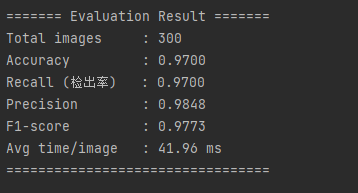 ======= Evaluation Result =======
Total images     : 300
Accuracy         : 0.9700
Recall (检出率)   : 0.9700
Precision        : 0.9848
F1-score         : 0.9773
Avg time/image   : 41.96 ms
=================================